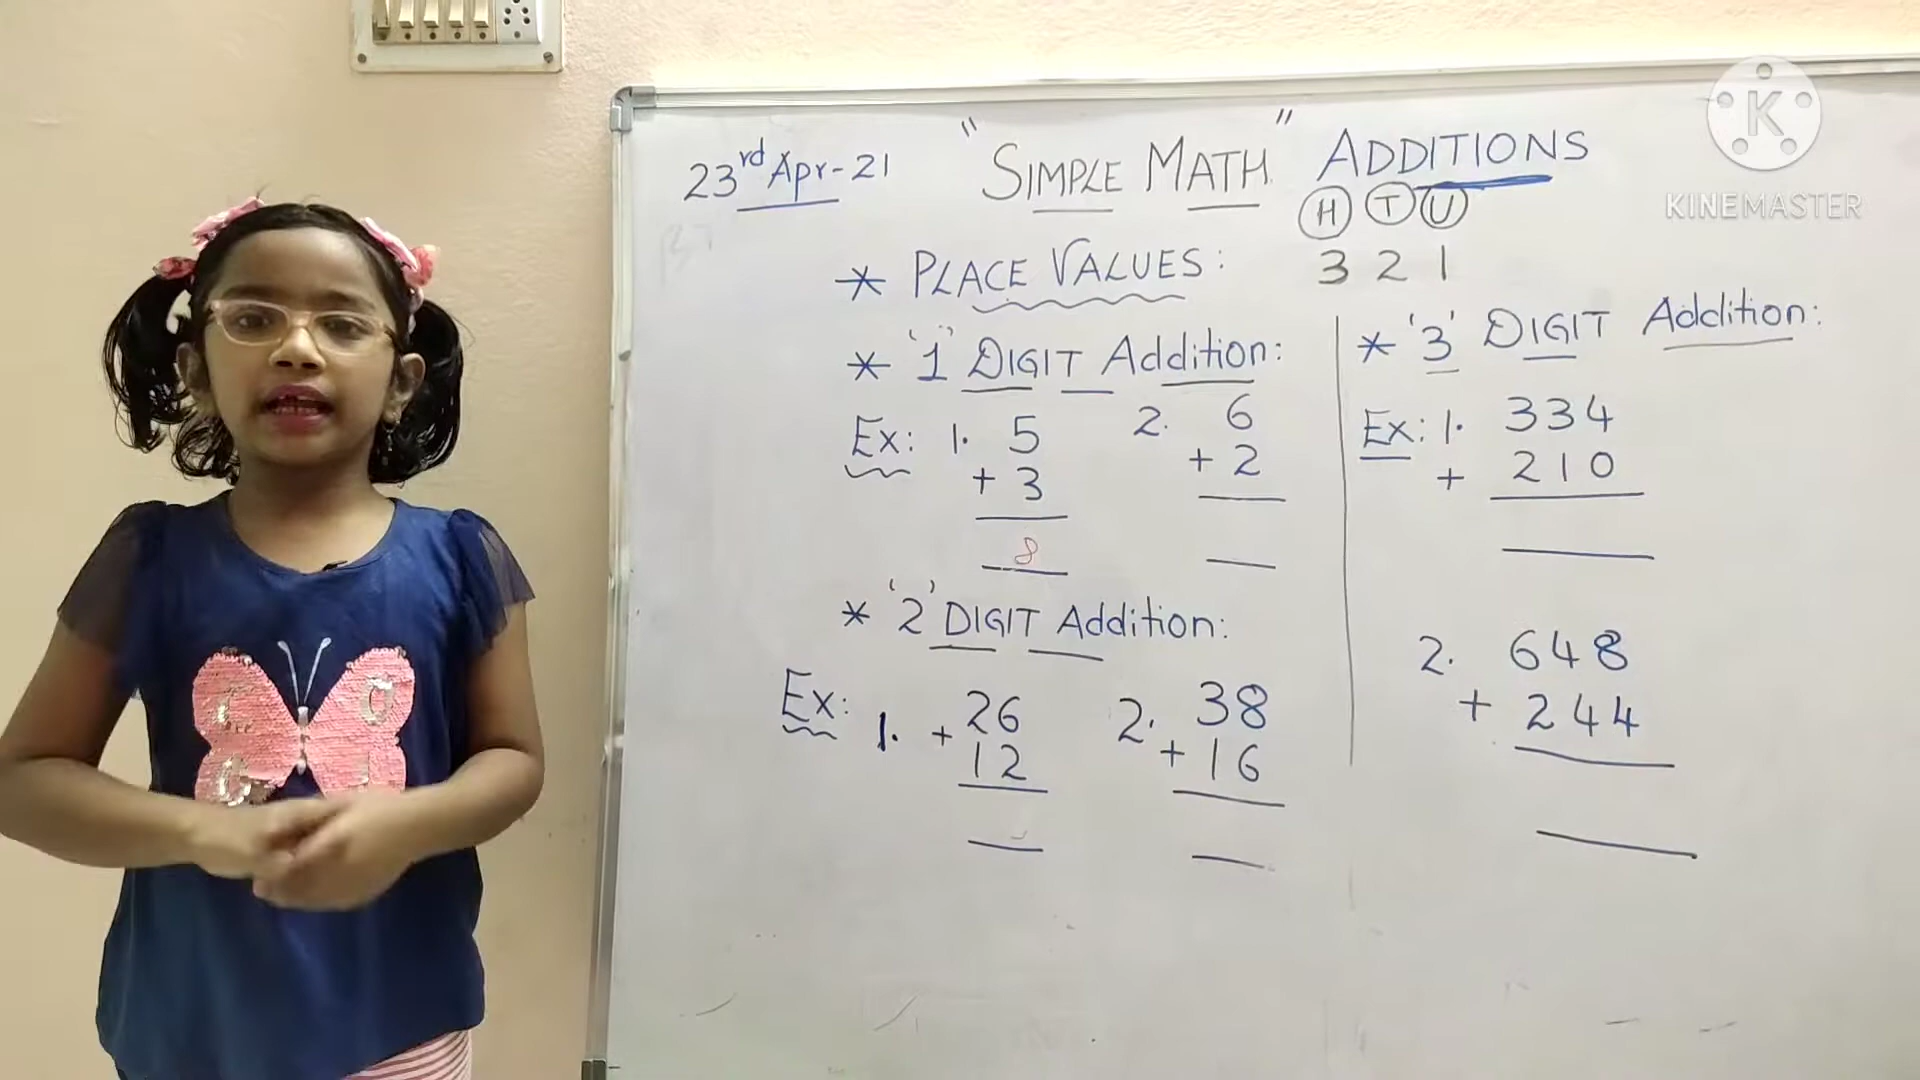 23rd Apr-21
"SIMPLE MATH" ADDITIONS
H T U
* PLACE VALUES: 3 2 1
* '1' DIGIT Addition:
Ex: 1. 5
+ 3
8
2. 6
+ 2
* '2' DIGIT Addition:
Ex: 1. 26
+ 12
2. 38
+ 16
* '3' DIGIT Addition:
Ex: 1. 334
+ 210
2. 648
+ 244
K
KINEMASTER